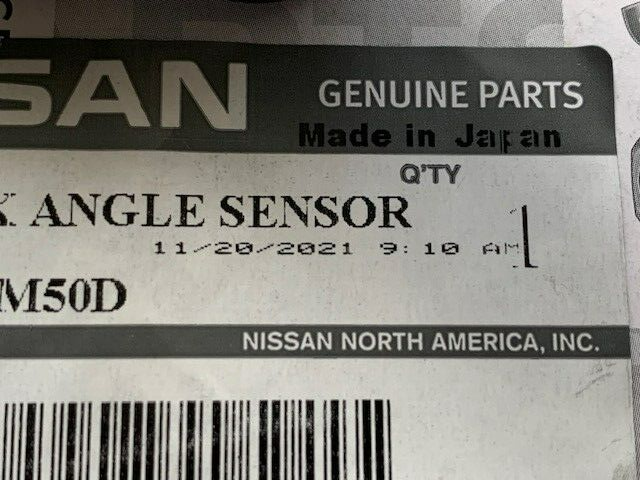 SAN
GENUINE PARTS
Made in Japan
Q'TY
K ANGLE SENSOR
1
11/20/2021 9:10 AM
M50D
NISSAN NORTH AMERICA, INC.